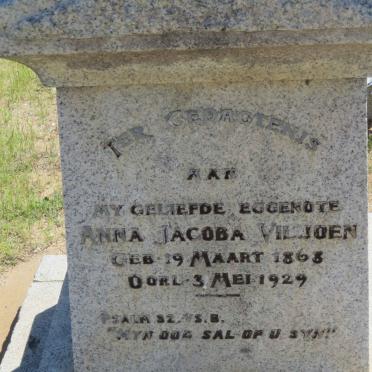 TER GEDAGTENIS
AAN
MY GELIEFDE EGGENOTE
ANNA JACOBA VILJOEN
GEB. 19 MAART 1868
OORL. 3 MEI 1929
PSALM 32. VS. 8.
"MYN OOG SAL OP U SYN"